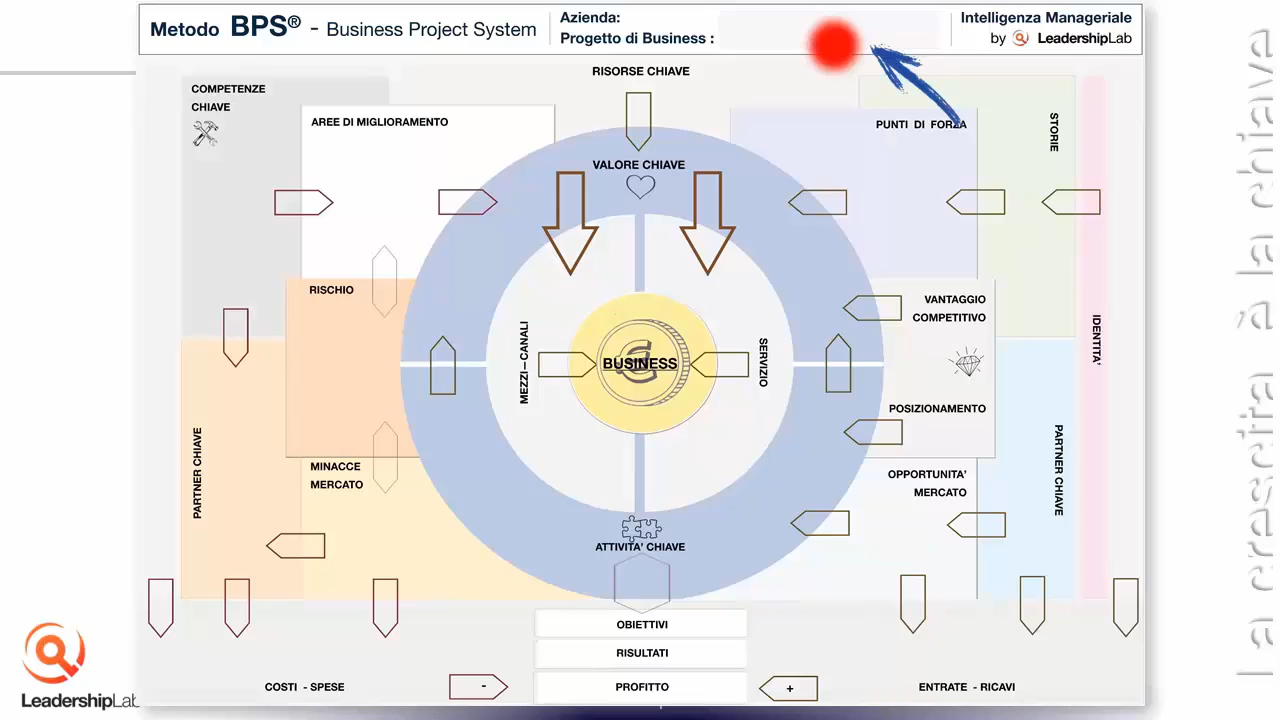 Metodo BPS® - Business Project System
Azienda:
Progetto di Business :
Intelligenza Manageriale
by LeadershipLab
RISORSE CHIAVE
COMPETENZE
CHIAVE
AREE DI MIGLIORAMENTO
PUNTI DI FORZA
STORIE
VALORE CHIAVE
RISCHIO
VANTAGGIO
COMPETITIVO
IDENTITA'
MEZZI – CANALI
BUSINESS
SERVIZIO
POSIZIONAMENTO
PARTNER CHIAVE
MINACCE
MERCATO
OPPORTUNITA'
MERCATO
PARTNER CHIAVE
ATTIVITA' CHIAVE
OBIETTIVI
RISULTATI
COSTI - SPESE
-
PROFITTO
+
ENTRATE - RICAVI
LeadershipLab
La crescita è la chiave